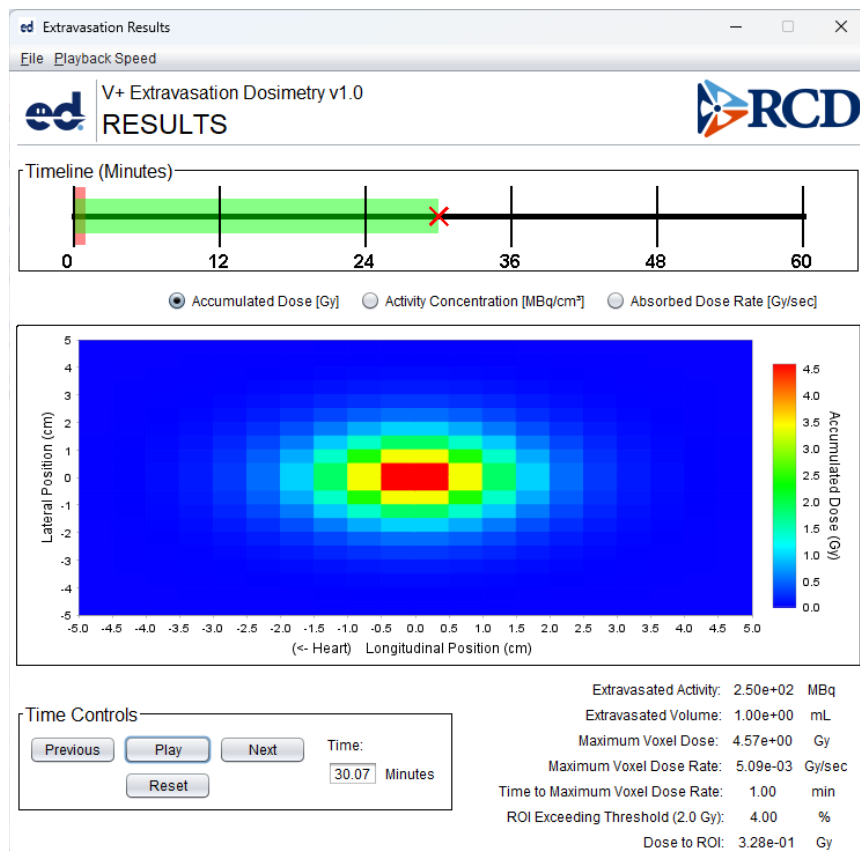 ed Extravasation Results
File Playback Speed
ed. V+ Extravasation Dosimetry v1.0
RESULTS
RCD
Timeline (Minutes)
0 12 24 36 48 60
Accumulated Dose [Gy] Activity Concentration [MBq/cm³] Absorbed Dose Rate [Gy/sec]
5
4
3
2
1
0
-1
-2
-3
-4
-5
Lateral Position (cm)
-5.0 -4.5 -4.0 -3.5 -3.0 -2.5 -2.0 -1.5 -1.0 -0.5 0.0 0.5 1.0 1.5 2.0 2.5 3.0 3.5 4.0 4.5 5.0
(<- Heart) Longitudinal Position (cm)
4.5
4.0
3.5
3.0
2.5
2.0
1.5
1.0
0.5
0.0
Accumulated Dose (Gy)
Time Controls
Previous Play Next
Reset
Time:
30.07 Minutes
Extravasated Activity: 2.50e+02 MBq
Extravasated Volume: 1.00e+00 mL
Maximum Voxel Dose: 4.57e+00 Gy
Maximum Voxel Dose Rate: 5.09e-03 Gy/sec
Time to Maximum Voxel Dose Rate: 1.00 min
ROI Exceeding Threshold (2.0 Gy): 4.00 %
Dose to ROI: 3.28e-01 Gy